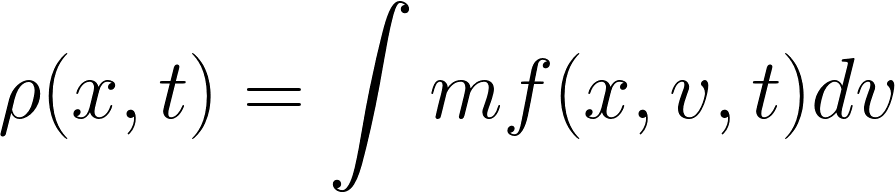 ρ(x, t) = ∫ mf(x, v, t)dv